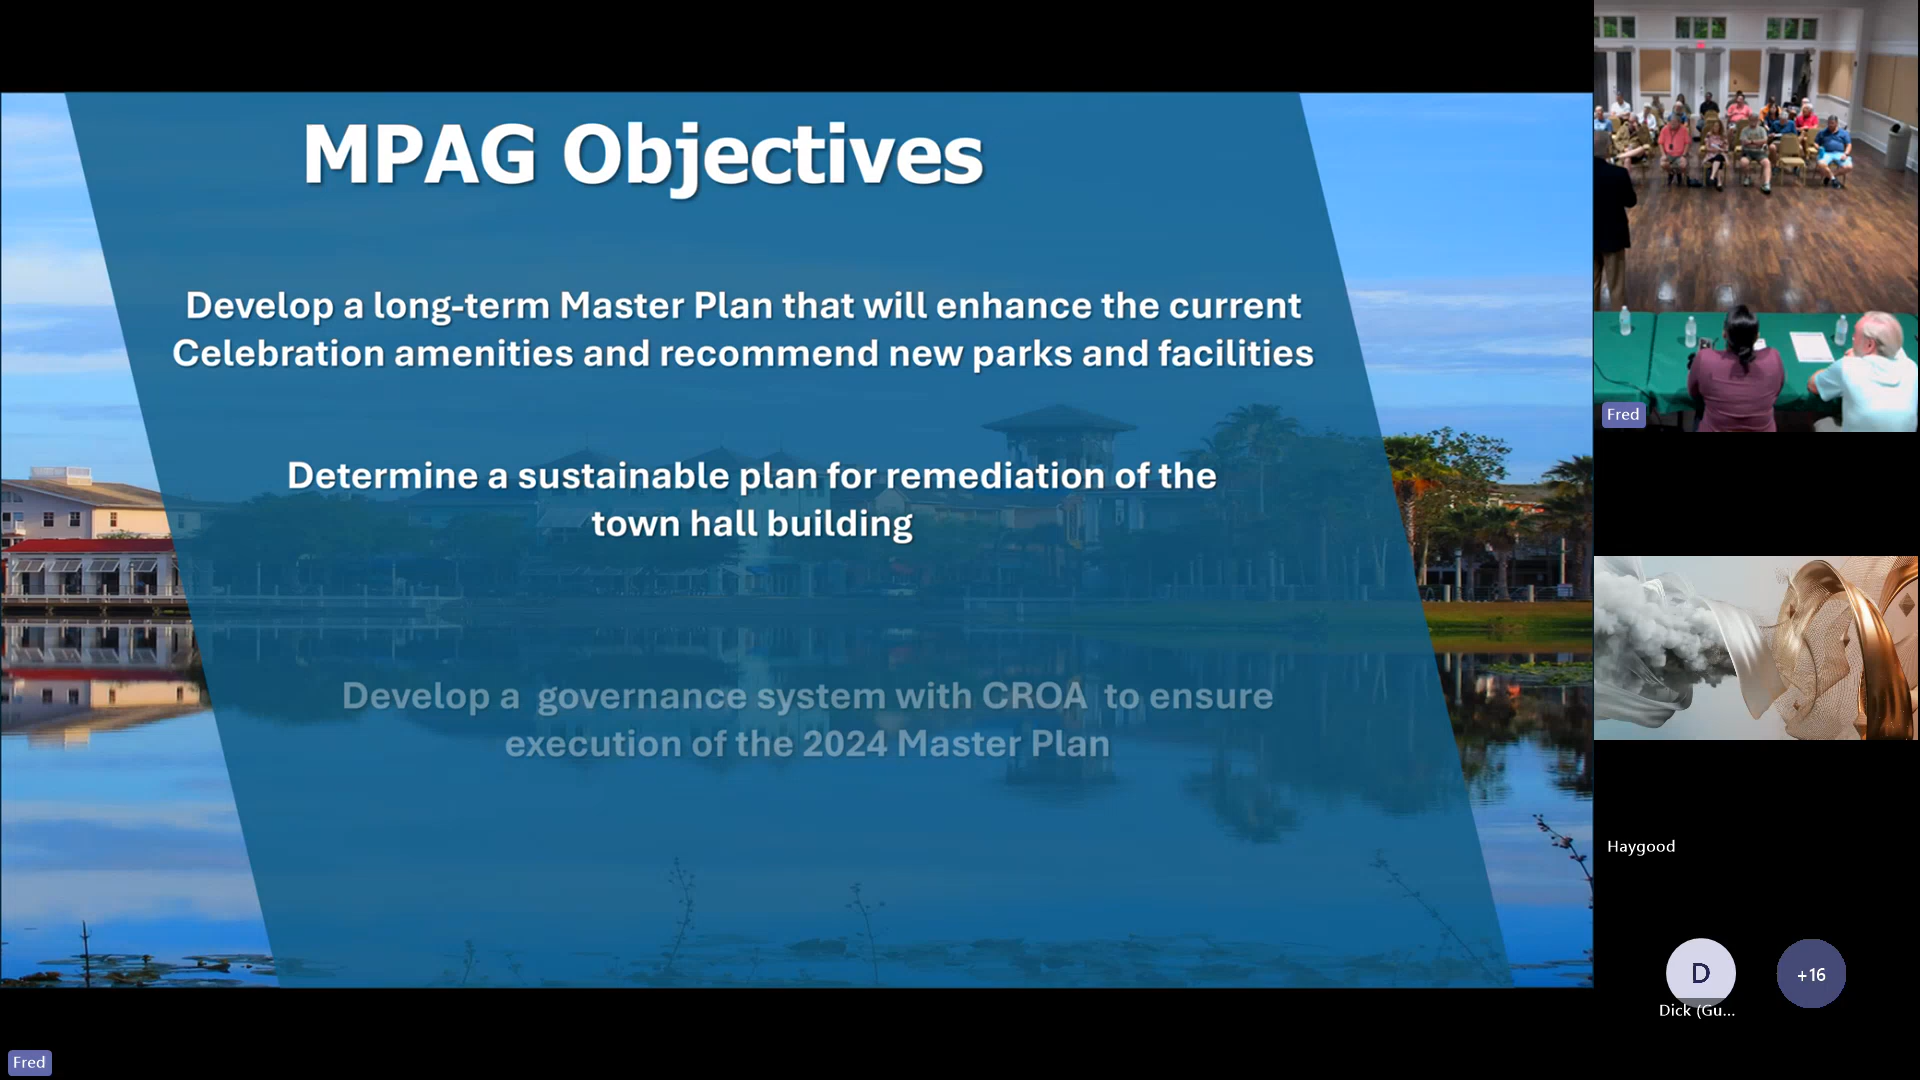 MPAG Objectives
Develop a long-term Master Plan that will enhance the current
Celebration amenities and recommend new parks and facilities
Determine a sustainable plan for remediation of the
town hall building
Develop a governance system with CROA to ensure
execution of the 2024 Master Plan
Fred
Haygood
D
+16
Dick (Gu...
Fred